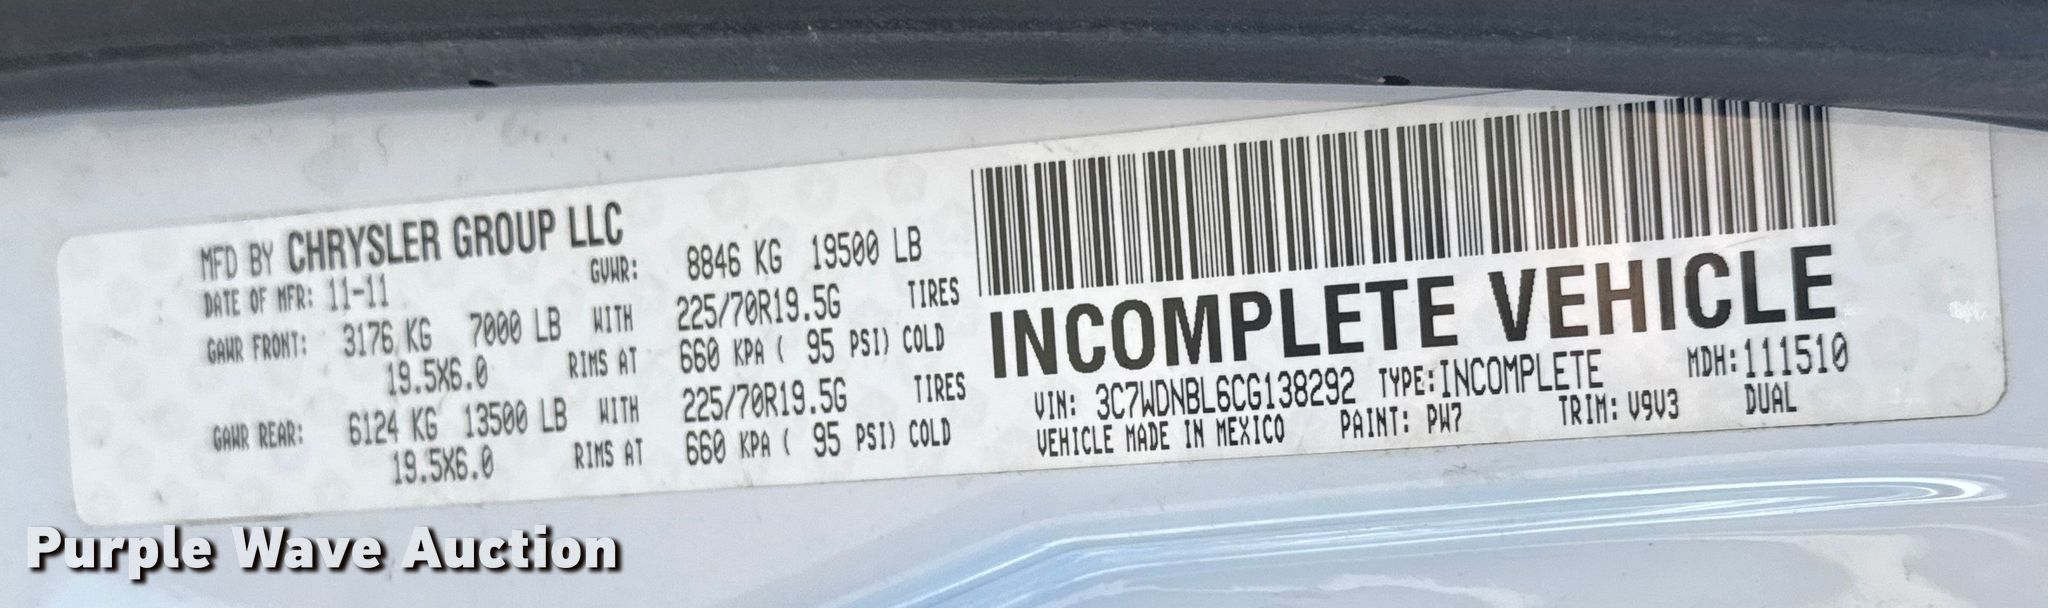 MFD BY CHRYSLER GROUP LLC
DATE OF MFR: 11-11 GVWR: 8846 KG 19500 LB
GAWR FRONT: 3176 KG 7000 LB WITH 225/70R19.5G TIRES
19.5X6.0 RIMS AT 660 KPA ( 95 PSI) COLD
GAWR REAR: 6124 KG 13500 LB WITH 225/70R19.5G TIRES
19.5X6.0 RIMS AT 660 KPA ( 95 PSI) COLD
INCOMPLETE VEHICLE
VIN: 3C7WDNBL6CG138292 TYPE: INCOMPLETE MDH: 111510
VEHICLE MADE IN MEXICO PAINT: PW7 TRIM: V9V3 DUAL
Purple Wave Auction